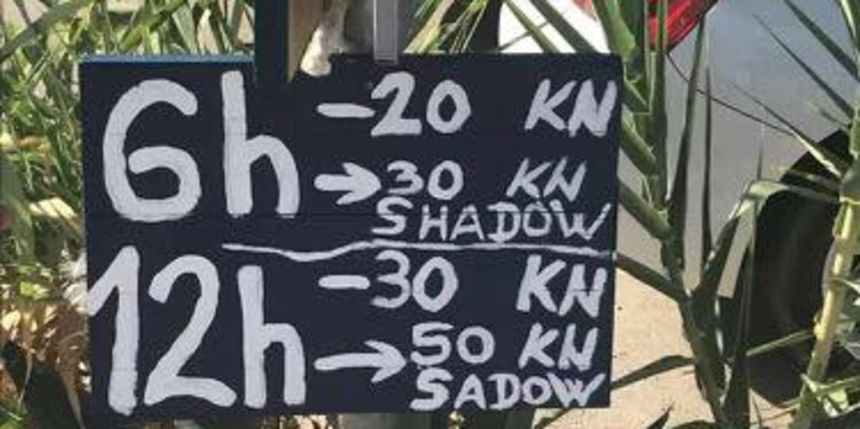 6h -20 KN
→30 KN
SHADOW
12h -30 KN
→50 KN
SADOW